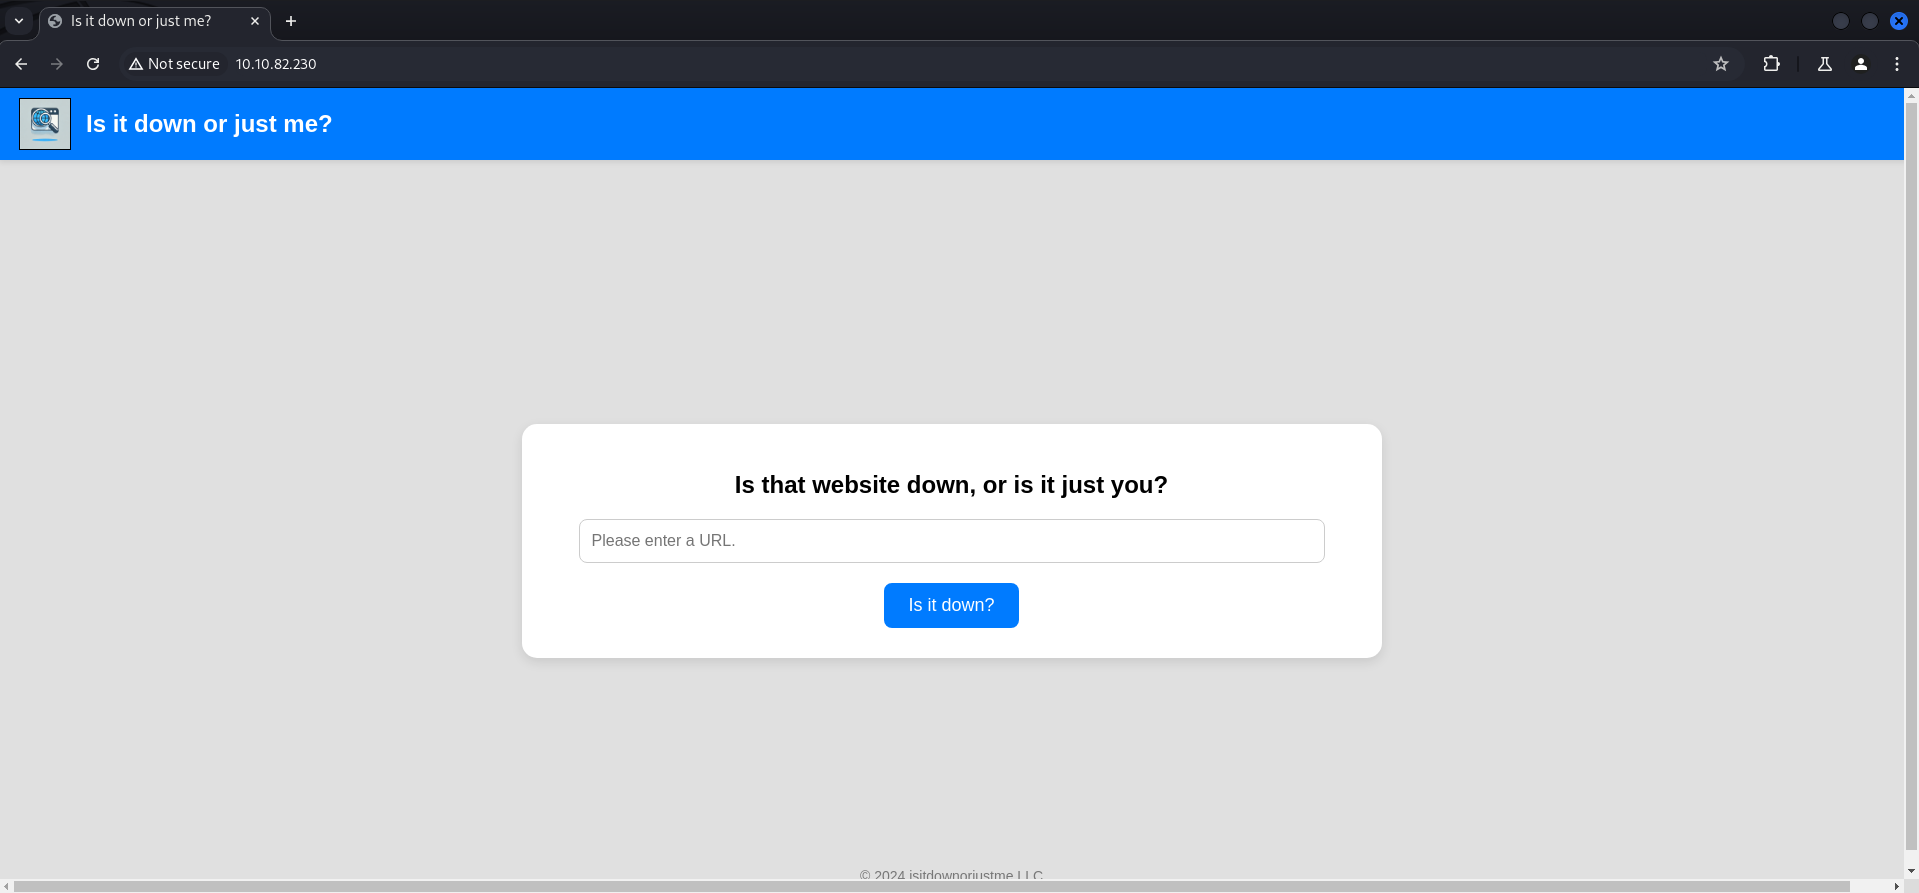 Is it down or just me?
Not secure 10.10.82.230
Is it down or just me?
Is that website down, or is it just you?
Please enter a URL.
Is it down?
© 2024 isitdownorjustme LLC